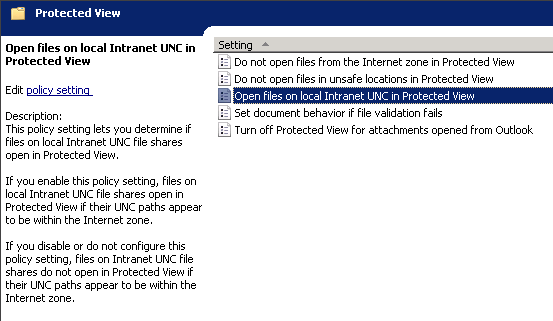 Protected View
Open files on local Intranet UNC in
Protected View
Edit policy setting
Description:
This policy setting lets you determine if
files on local Intranet UNC file shares
open in Protected View.
If you enable this policy setting, files on
local Intranet UNC file shares open in
Protected View if their UNC paths appear
to be within the Internet zone.
If you disable or do not configure this
policy setting, files on Intranet UNC file
shares do not open in Protected View if
their UNC paths appear to be within the
Internet zone.
Setting
Do not open files from the Internet zone in Protected View
Do not open files in unsafe locations in Protected View
Open files on local Intranet UNC in Protected View
Set document behavior if file validation fails
Turn off Protected View for attachments opened from Outlook